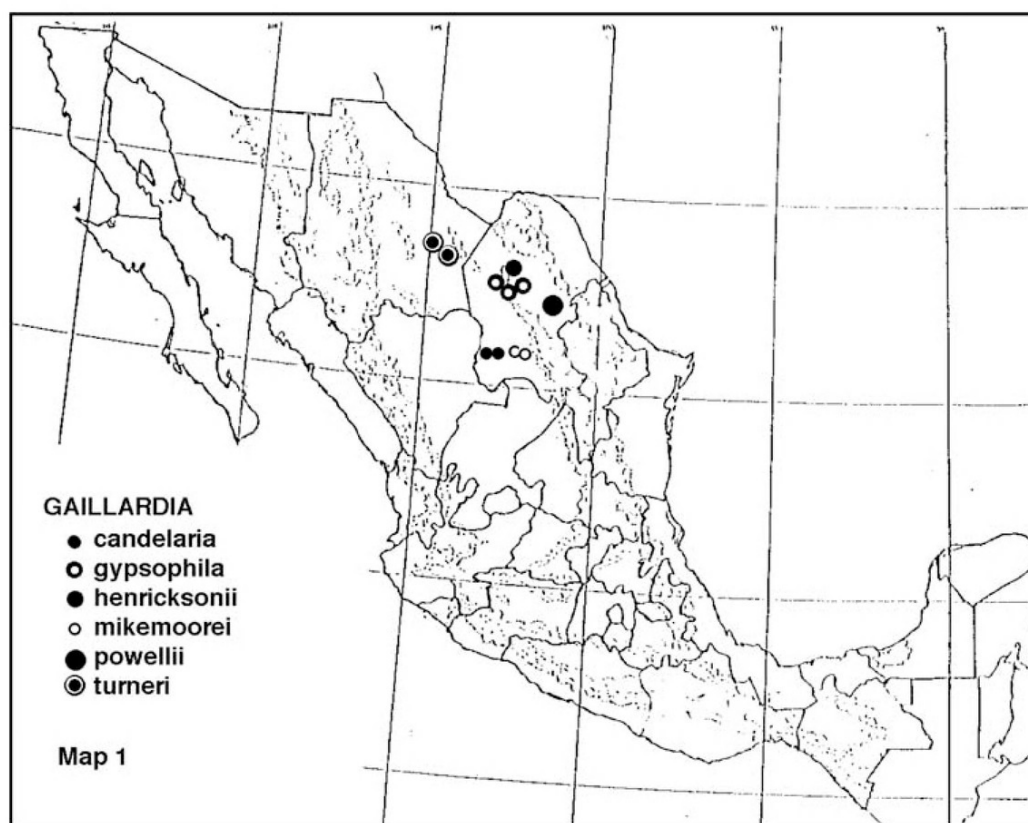 GAILLARDIA
candelaria
gypsophila
henricksonii
mikemoorei
powellii
turneri
Map 1